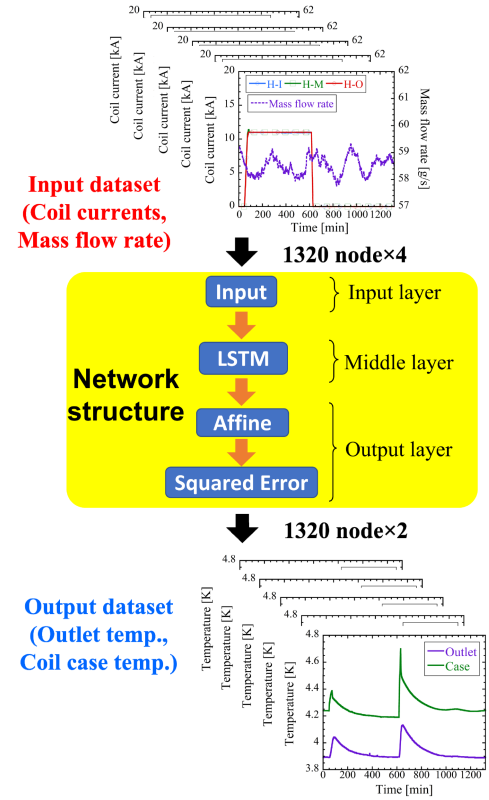 20 62
20 62
20 62
20 62
Coil current [kA]
Coil current [kA]
Coil current [kA]
Coil current [kA]
Coil current [kA]
20
15
10
5
0
H-I H-M H-O
Mass flow rate
62
60
59
58
57
Mass flow rate [g/s]
0 200 400 600 800 1000 1200
Time [min]
Input dataset
(Coil currents,
Mass flow rate)
1320 node×4
Network
structure
Input
Input layer
LSTM
Middle layer
Affine
Output layer
Squared Error
1320 node×2
Output dataset
(Outlet temp.,
Coil case temp.)
4.8
4.8
4.8
4.8
Temperature [K]
Temperature [K]
Temperature [K]
Temperature [K]
Temperature [K]
4.8
4.6
4.4
4.2
4
3.8
Outlet
Case
0 200 400 600 800 1000 1200
Time [min]